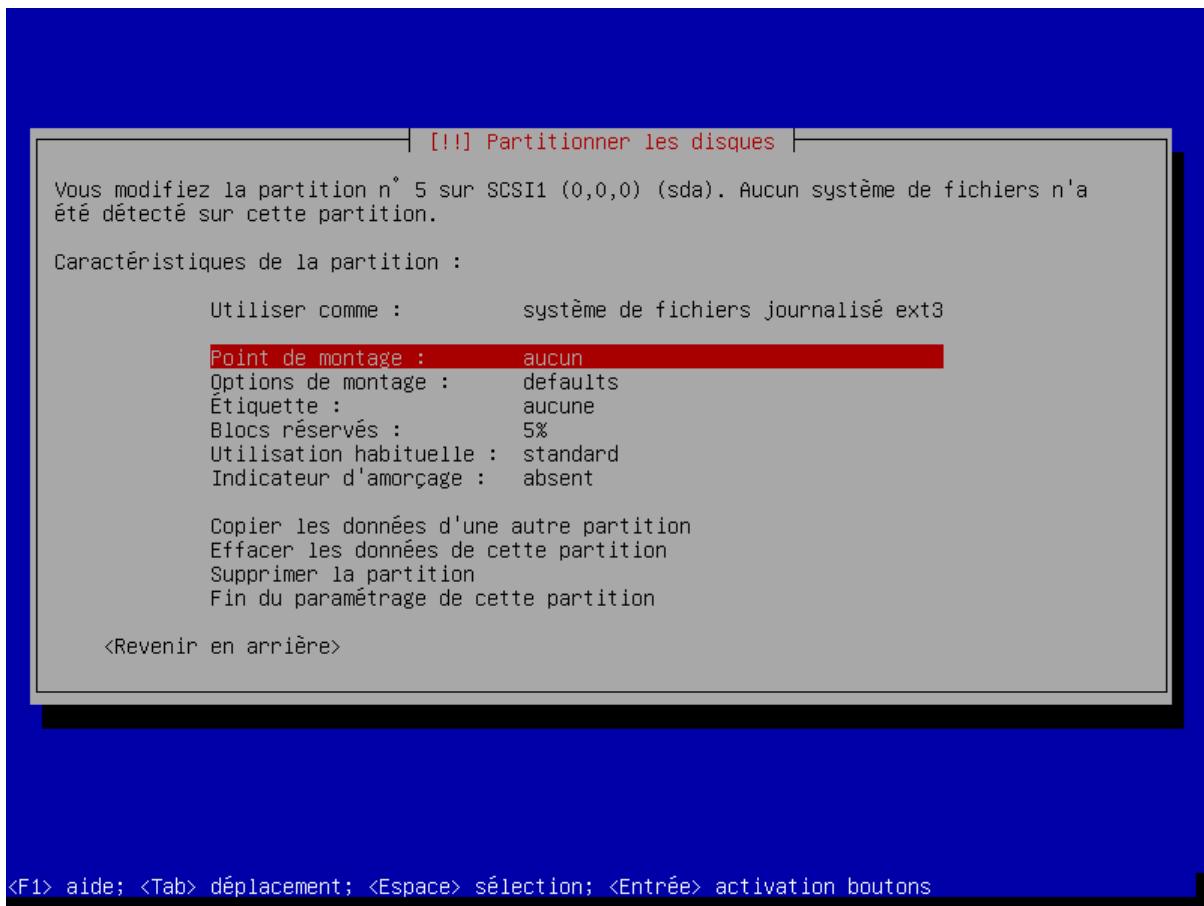 [!!] Partitionner les disques
Vous modifiez la partition n° 5 sur SCSI1 (0,0,0) (sda). Aucun système de fichiers n'a
été détecté sur cette partition.
Caractéristiques de la partition :
Utiliser comme : système de fichiers journalisé ext3
Point de montage : aucun
Options de montage : defaults
Étiquette : aucune
Blocs réservés : 5%
Utilisation habituelle : standard
Indicateur d'amorçage : absent
Copier les données d'une autre partition
Effacer les données de cette partition
Supprimer la partition
Fin du paramétrage de cette partition
<Revenir en arrière>
<F1> aide; <Tab> déplacement; <Espace> sélection; <Entrée> activation boutons